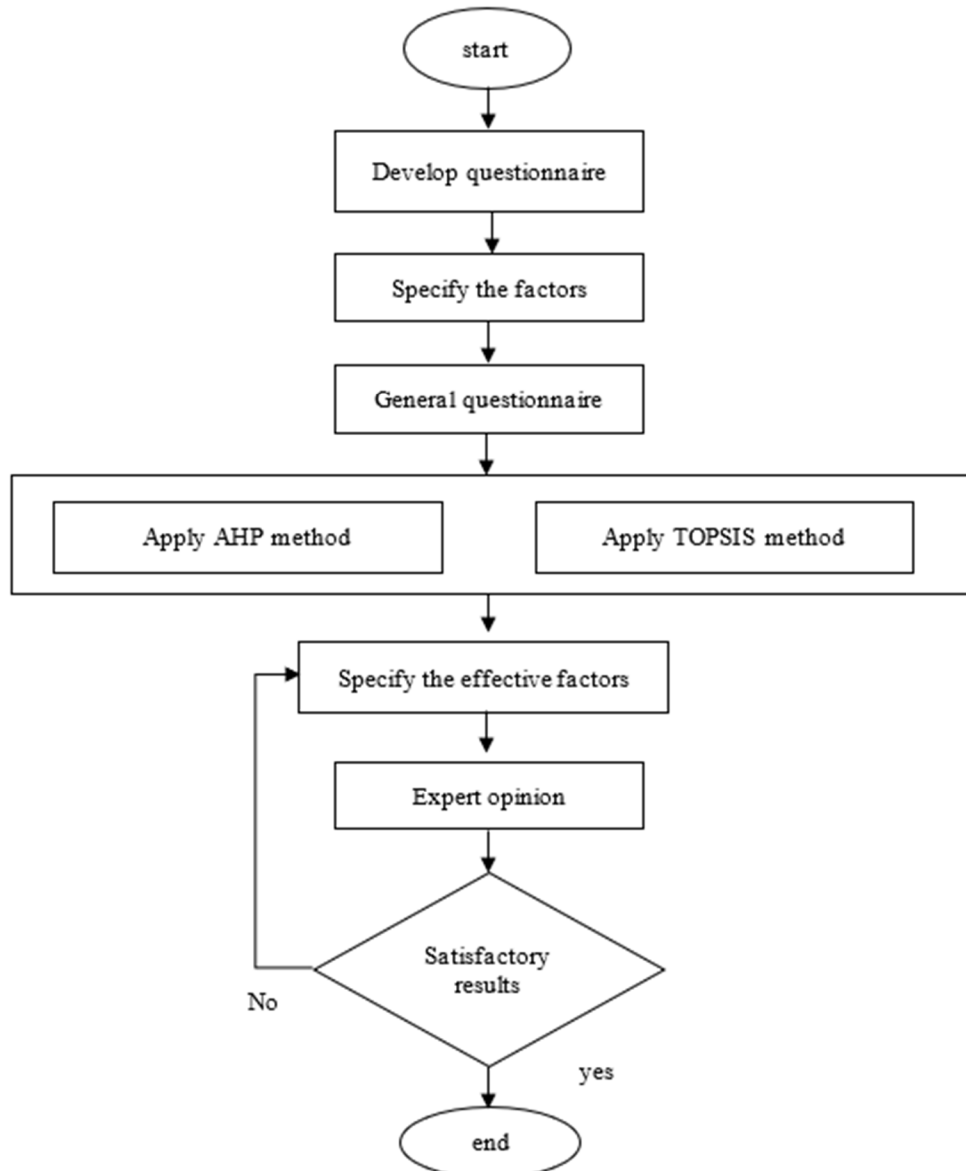 start
Develop questionnaire
Specify the factors
General questionnaire
Apply AHP method
Apply TOPSIS method
Specify the effective factors
Expert opinion
Satisfactory
results
No
yes
end